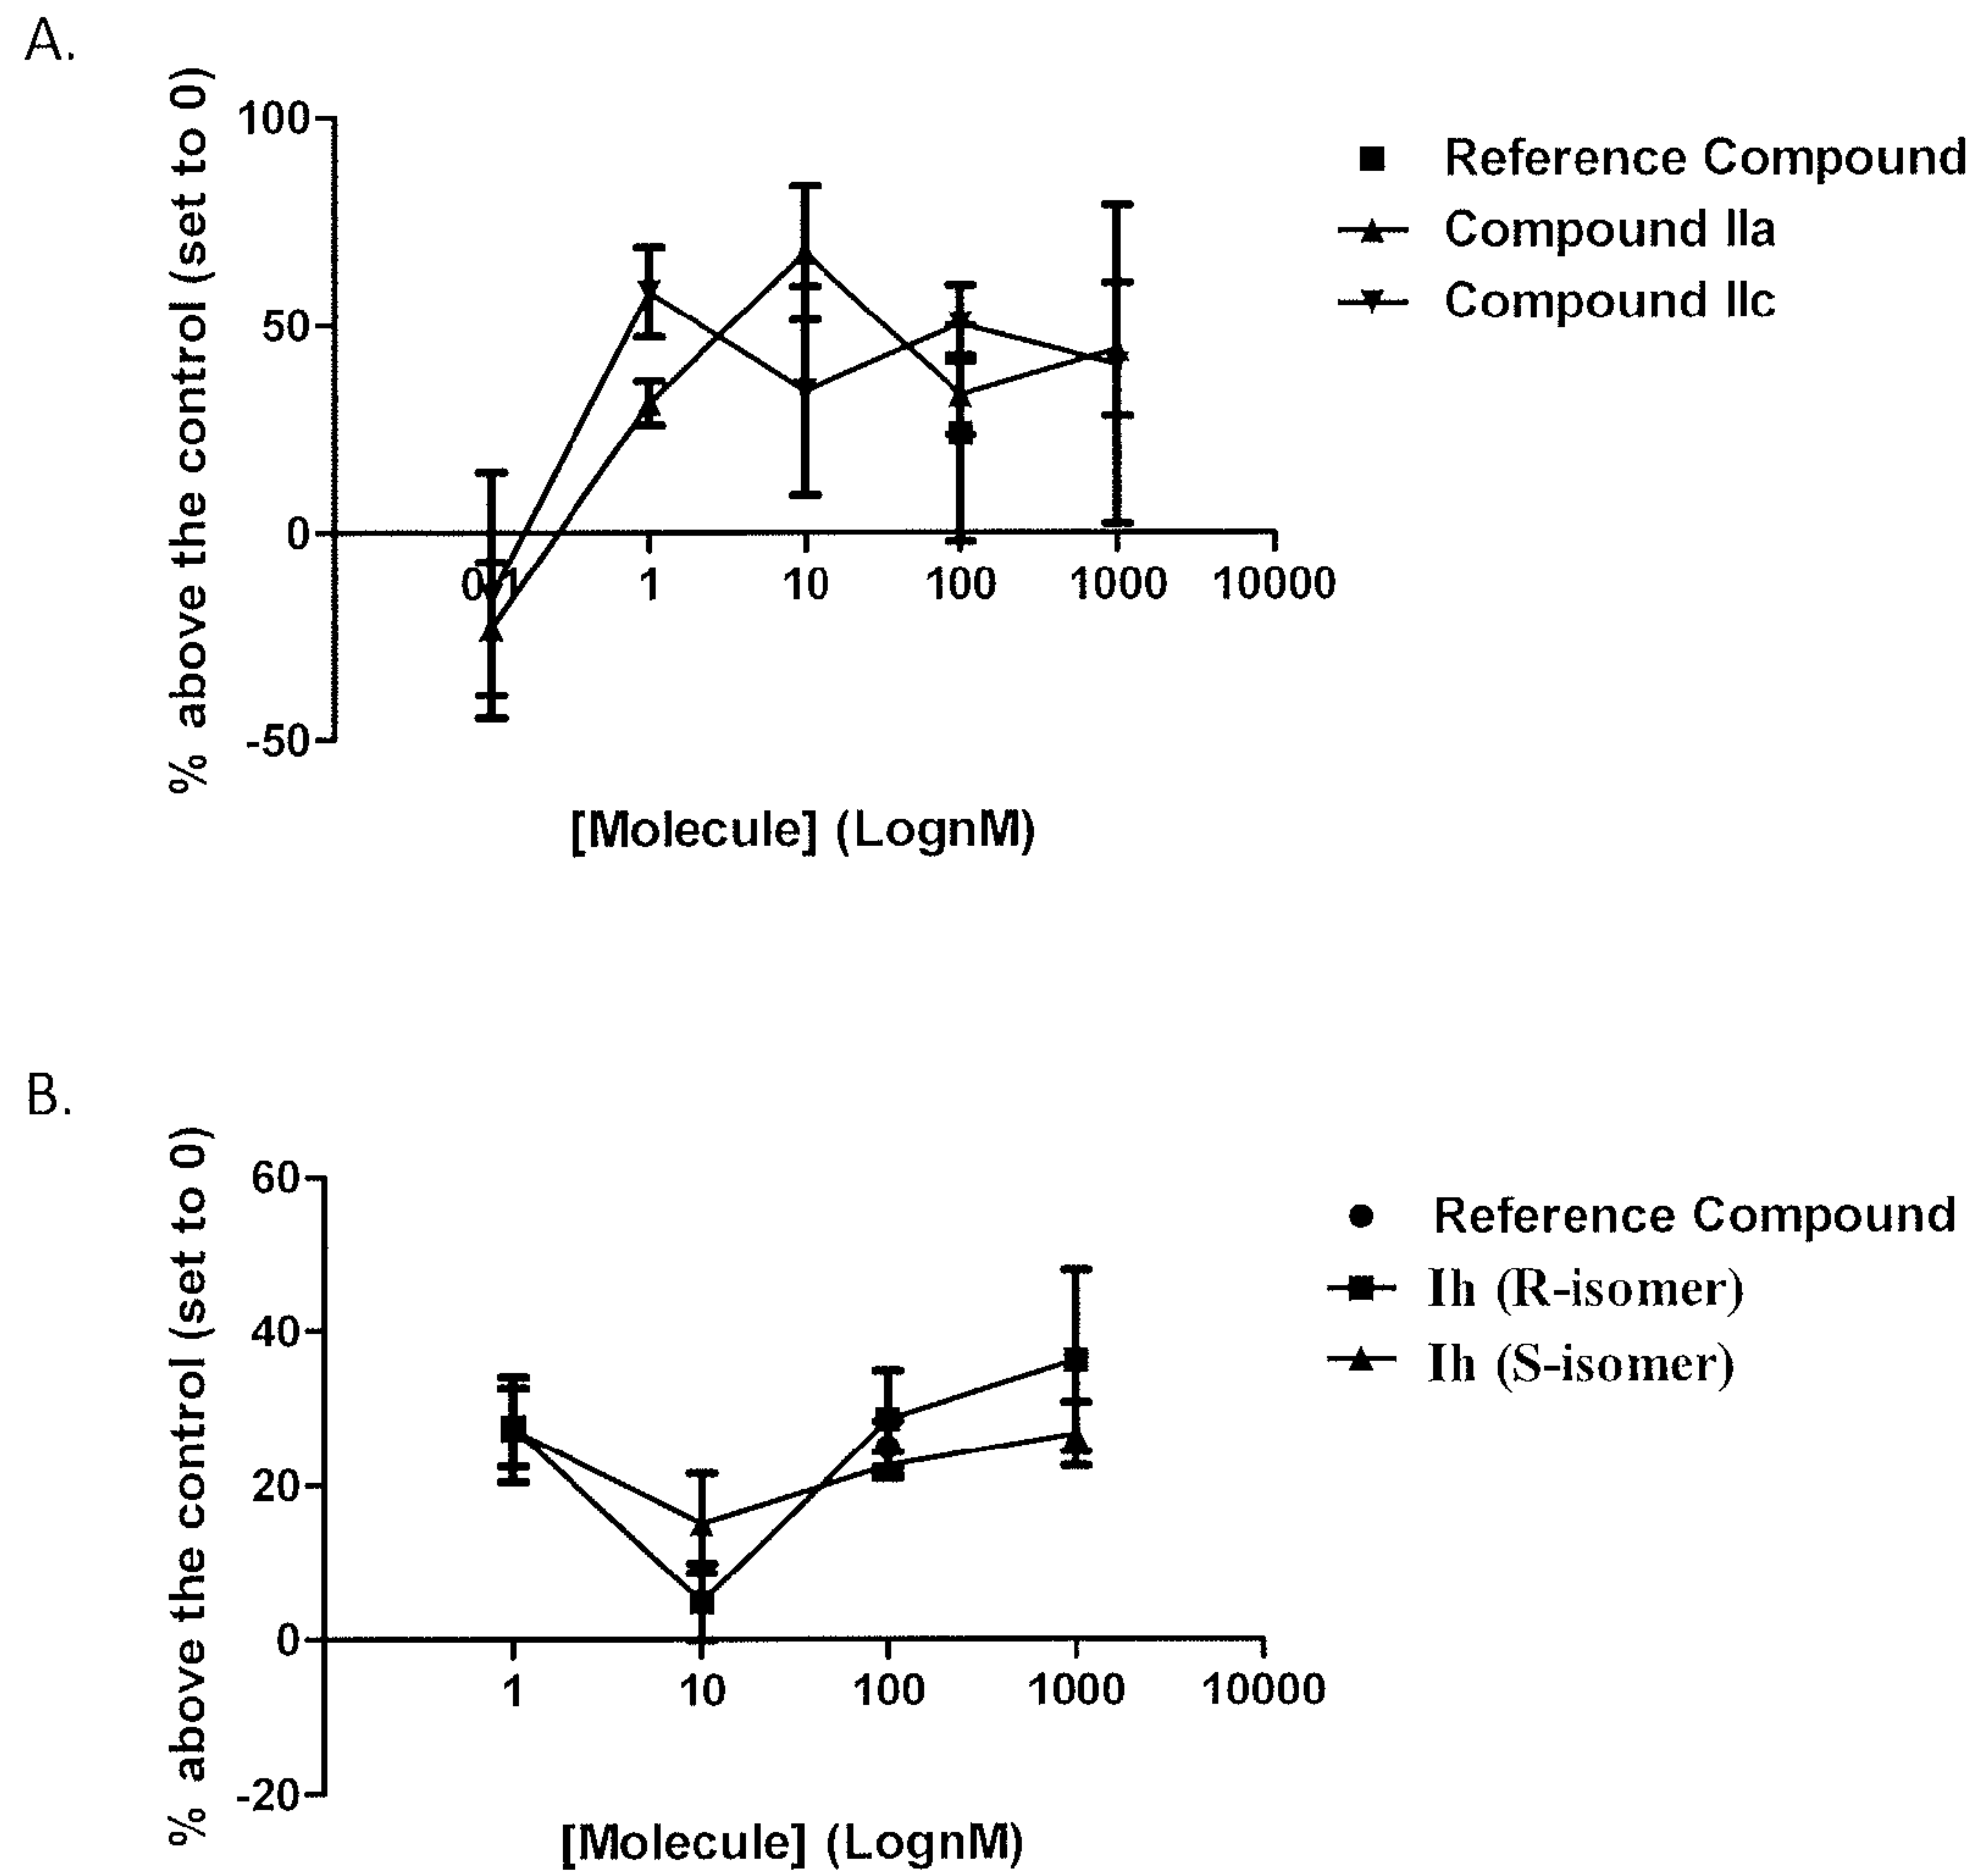 A.
% above the control (set to 0)
100
50
0
-50
0.1
1
10
100
1000
10000
[Molecule] (LognM)
Reference Compound
Compound IIa
Compound IIc
B.
% above the control (set to 0)
60
40
20
0
-20
1
10
100
1000
10000
[Molecule] (LognM)
Reference Compound
Ih (R-isomer)
Ih (S-isomer)